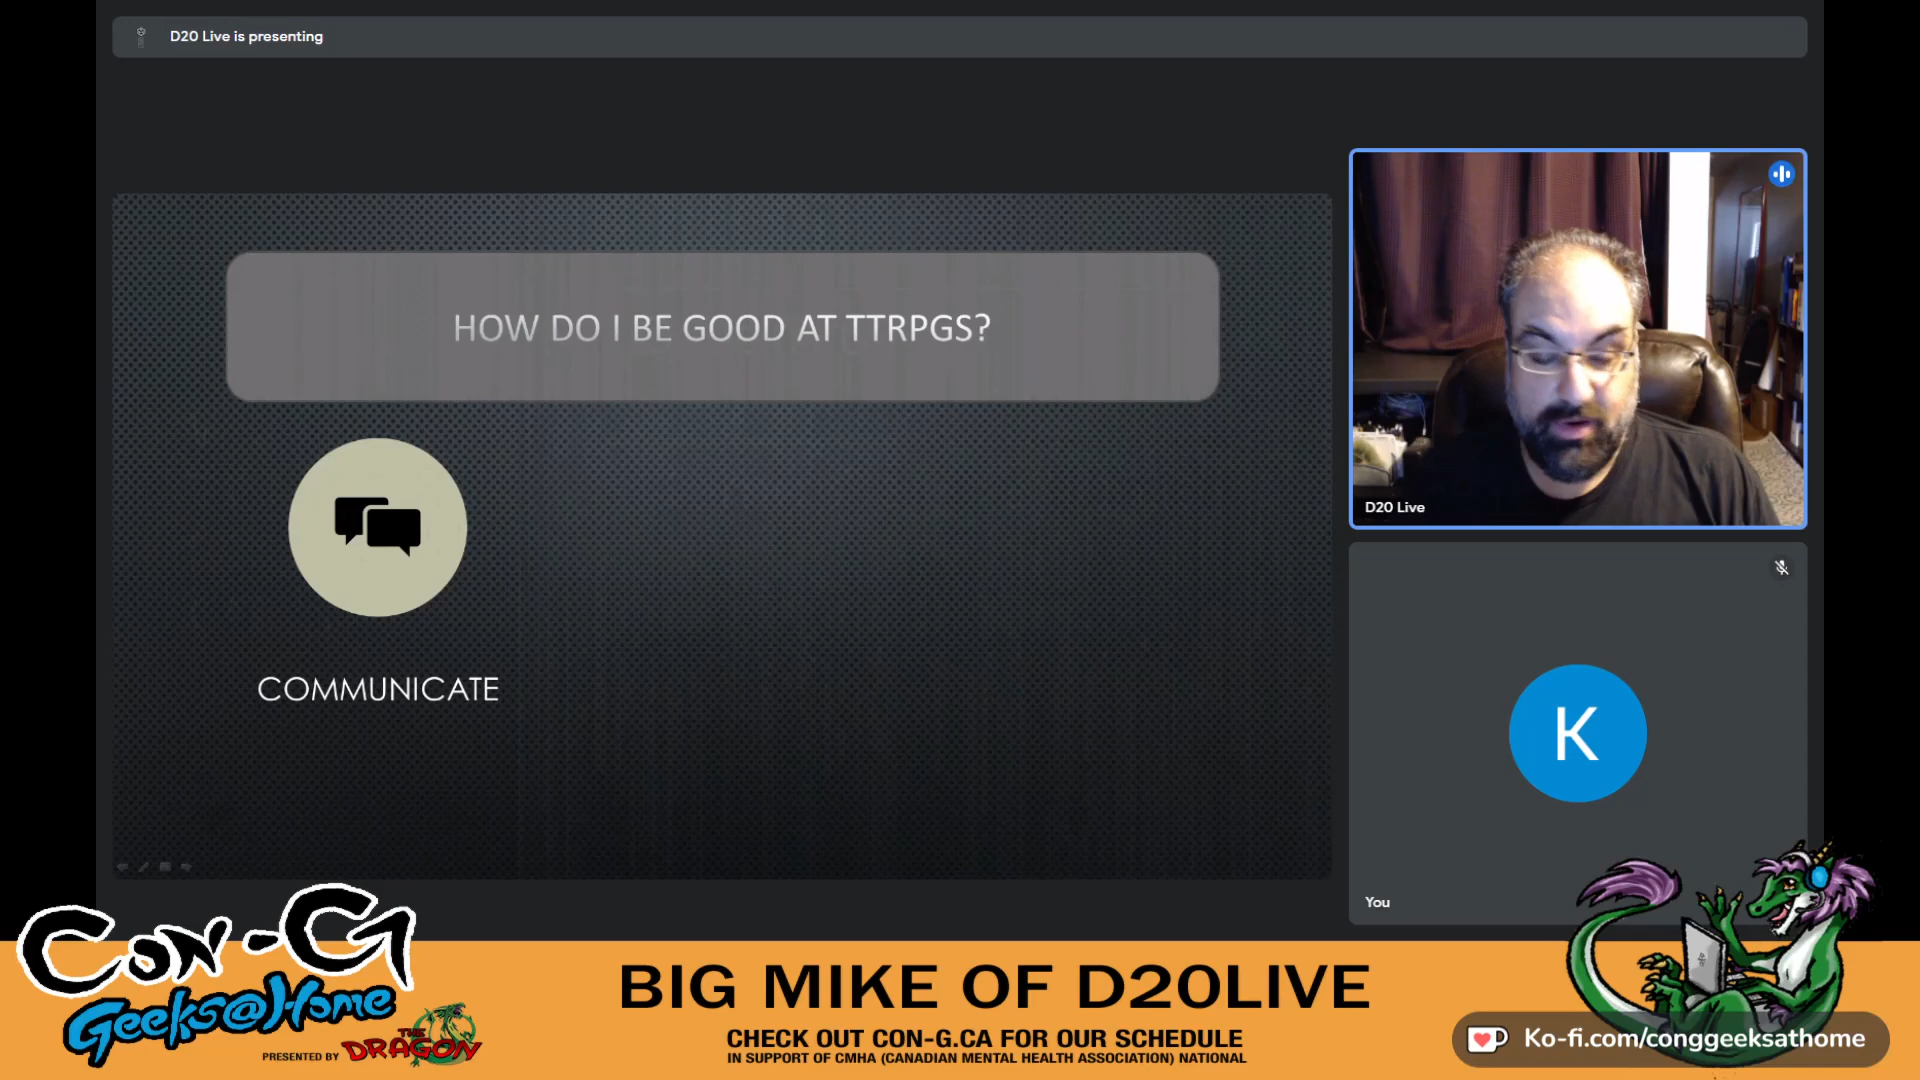 D20 Live is presenting
HOW DO I BE GOOD AT TTRPGS?
COMMUNICATE
D20 Live
K
You
CON-G
Geeks@Home
PRESENTED BY THE DRAGON
BIG MIKE OF D20LIVE
CHECK OUT CON-G.CA FOR OUR SCHEDULE
IN SUPPORT OF CMHA (CANADIAN MENTAL HEALTH ASSOCIATION) NATIONAL
Ko-fi.com/conggeeksathome